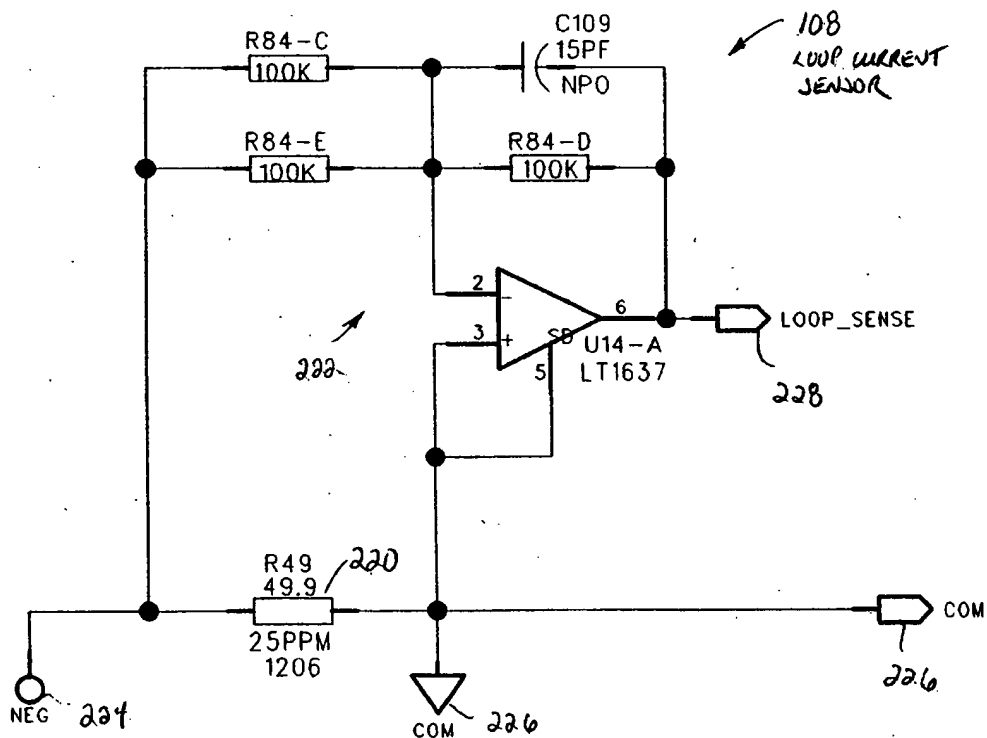 C109
15PF
NPO
R84-C
100K
108
LOOP CURRENT
SENSOR
R84-E
100K
R84-D
100K
2
-
3
+
SD
5
6
U14-A
LT1637
LOOP_SENSE
222
228
R49
49.9
220
25PPM
1206
NEG
224
COM
226
COM
226